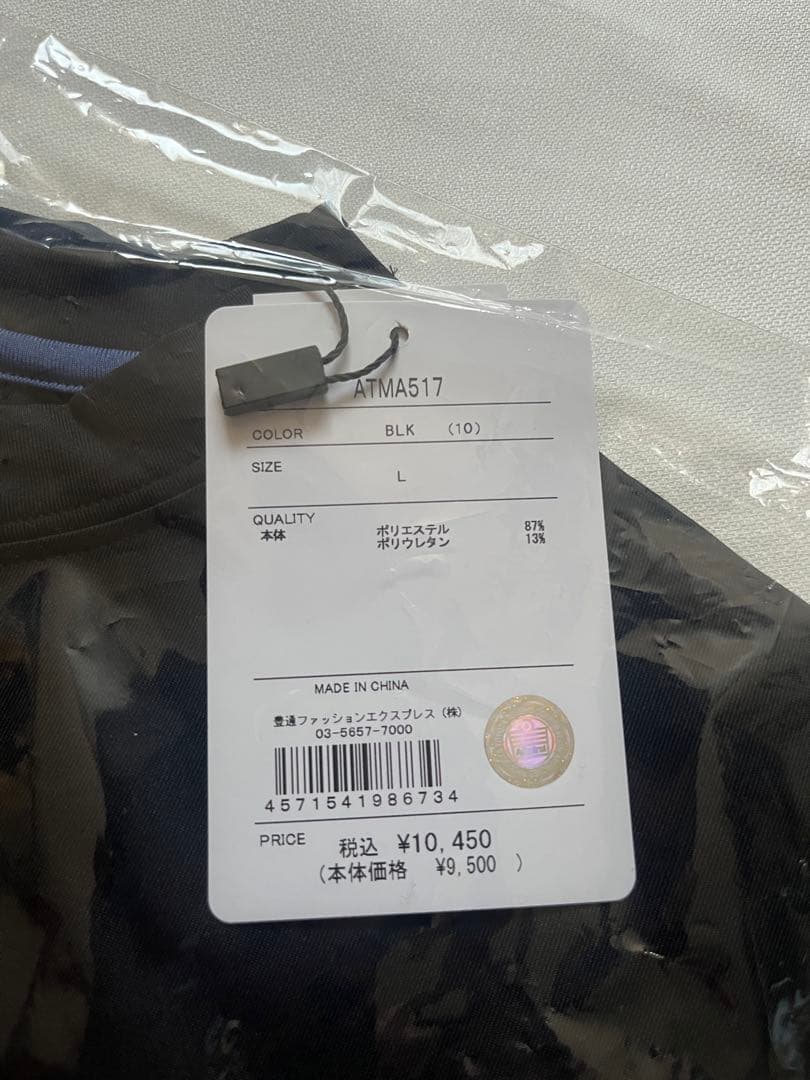 ATMA517
COLOR BLK (10)
SIZE L
QUALITY
本体 ポリエステル 87%
ポリウレタン 13%
MADE IN CHINA
豊通ファッションエクスプレス (株)
03-5657-7000
4571541986734
PRICE 税込 ¥10,450
(本体価格 ¥9,500 )